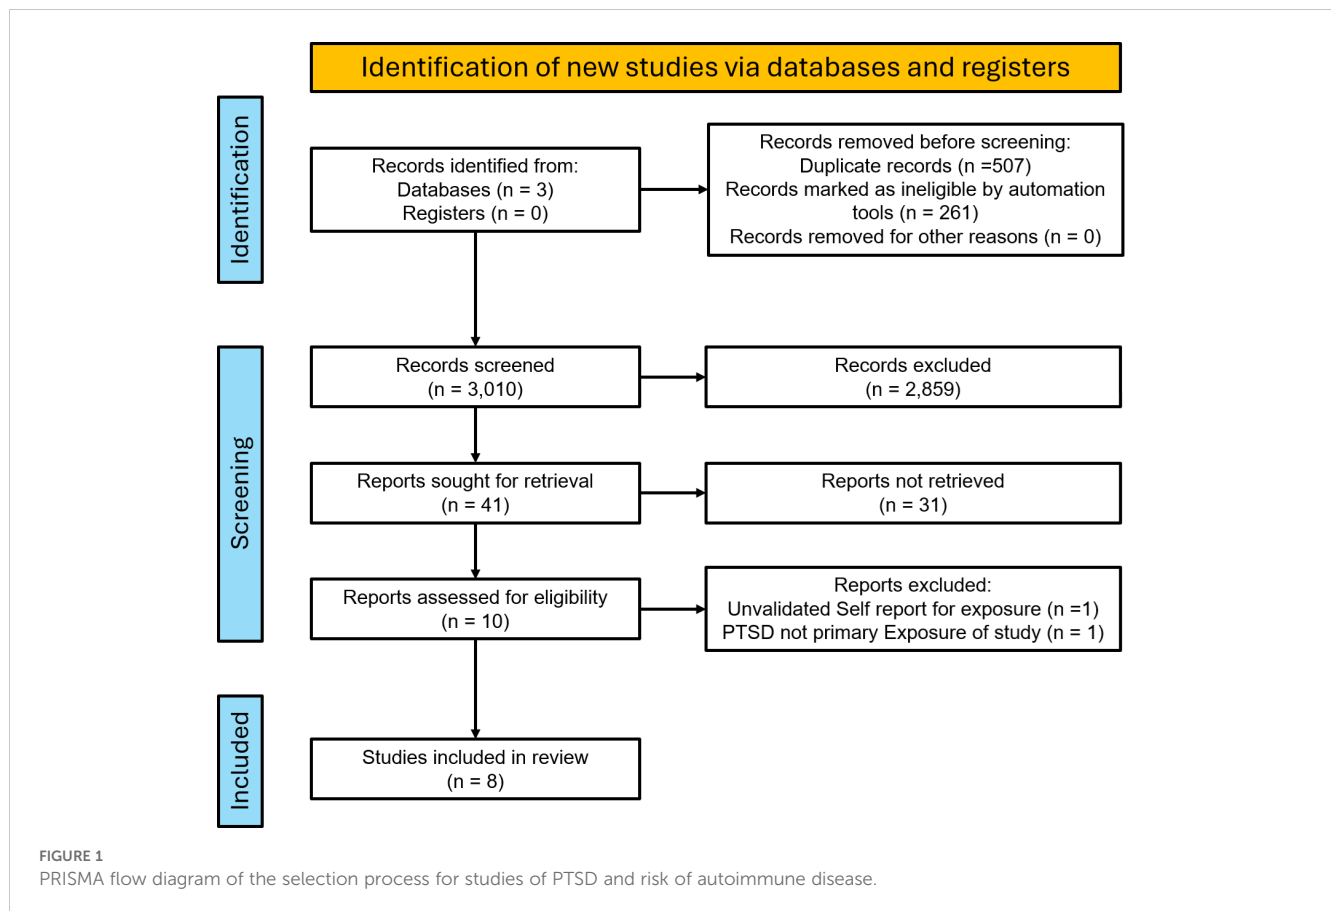 Identification of new studies via databases and registers
Identification
Records identified from:
Databases (n = 3)
Registers (n = 0)
Records removed before screening:
Duplicate records (n =507)
Records marked as ineligible by automation
tools (n = 261)
Records removed for other reasons (n = 0)
Screening
Records screened
(n = 3,010)
Records excluded
(n = 2,859)
Reports sought for retrieval
(n = 41)
Reports not retrieved
(n = 31)
Reports assessed for eligibility
(n = 10)
Reports excluded:
Unvalidated Self report for exposure (n =1)
PTSD not primary Exposure of study (n = 1)
Included
Studies included in review
(n = 8)
FIGURE 1
PRISMA flow diagram of the selection process for studies of PTSD and risk of autoimmune disease.